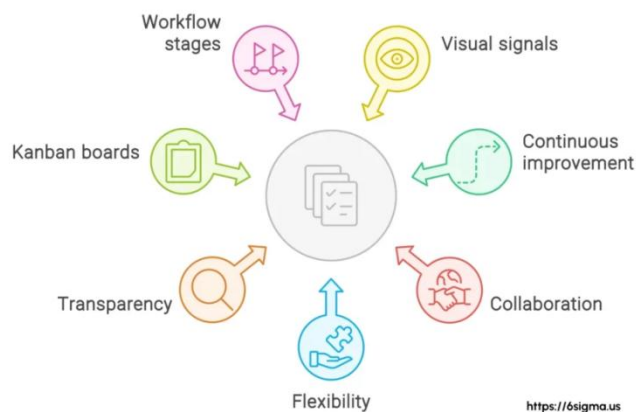 Workflow
stages
Visual signals
Kanban boards
Continuous
improvement
Transparency
Collaboration
Flexibility
https://6sigma.us